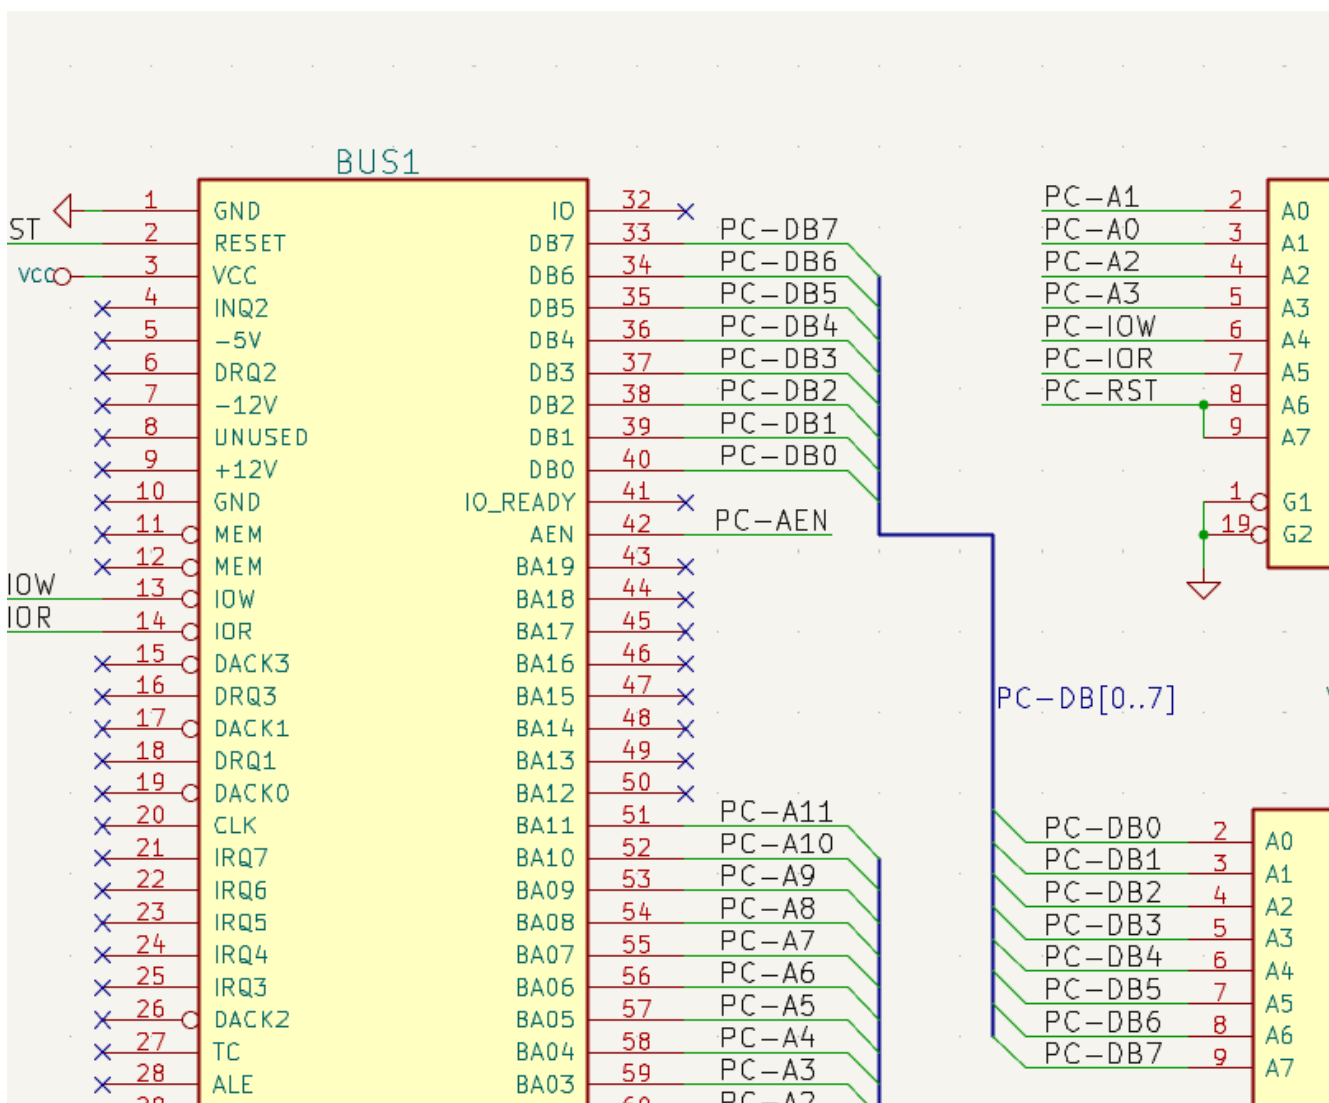 BUS1
1 GND
ST 2 RESET
VCC 3 VCC
4 INQ2
5 -5V
6 DRQ2
7 -12V
8 UNUSED
9 +12V
10 GND
11 MEM
12 MEM
IOW 13 IOW
IOR 14 IOR
15 DACK3
16 DRQ3
17 DACK1
18 DRQ1
19 DACK0
20 CLK
21 IRQ7
22 IRQ6
23 IRQ5
24 IRQ4
25 IRQ3
26 DACK2
27 TC
28 ALE
IO 32
DB7 33 PC-DB7
DB6 34 PC-DB6
DB5 35 PC-DB5
DB4 36 PC-DB4
DB3 37 PC-DB3
DB2 38 PC-DB2
DB1 39 PC-DB1
DB0 40 PC-DB0
IO_READY 41
AEN 42 PC-AEN
BA19 43
BA18 44
BA17 45
BA16 46
BA15 47
BA14 48
BA13 49
BA12 50
BA11 51 PC-A11
BA10 52 PC-A10
BA09 53 PC-A9
BA08 54 PC-A8
BA07 55 PC-A7
BA06 56 PC-A6
BA05 57 PC-A5
BA04 58 PC-A4
BA03 59 PC-A3
PC-A1 2 A0
PC-A0 3 A1
PC-A2 4 A2
PC-A3 5 A3
PC-IOW 6 A4
PC-IOR 7 A5
PC-RST 8 A6
9 A7
1 G1
19 G2
PC-DB[0..7]
PC-DB0 2 A0
PC-DB1 3 A1
PC-DB2 4 A2
PC-DB3 5 A3
PC-DB4 6 A4
PC-DB5 7 A5
PC-DB6 8 A6
PC-DB7 9 A7